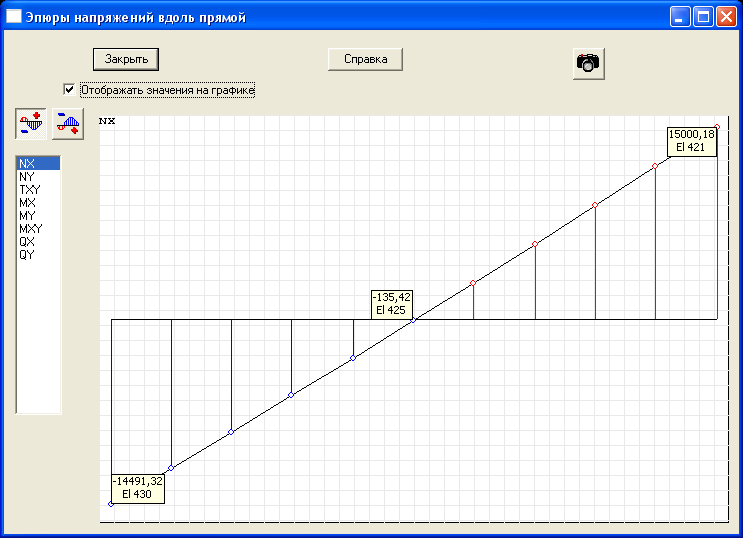 Эпюры напряжений вдоль прямой
Закрыть
Справка
Отображать значения на графике
NX
NY
TXY
MX
MY
MXY
QX
QY
NX
15000,18
El 421
-135,42
El 425
-14491,32
El 430